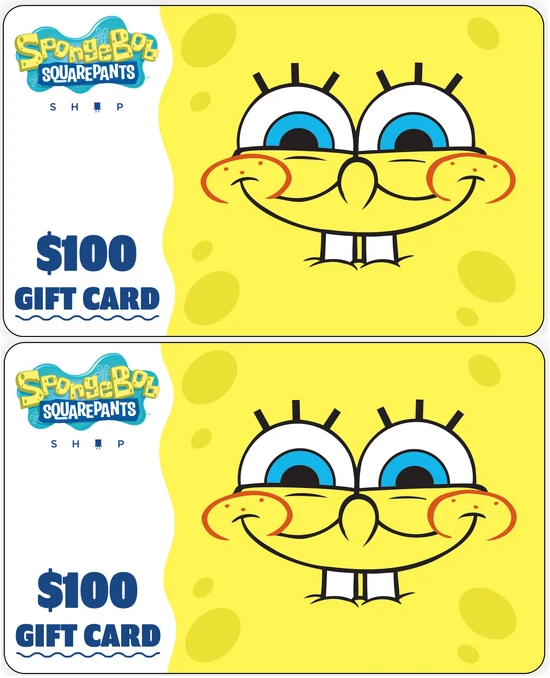 SpongeBob
SQUAREPANTS
SHOP
$100
GIFT CARD
SpongeBob
SQUAREPANTS
SHOP
$100
GIFT CARD